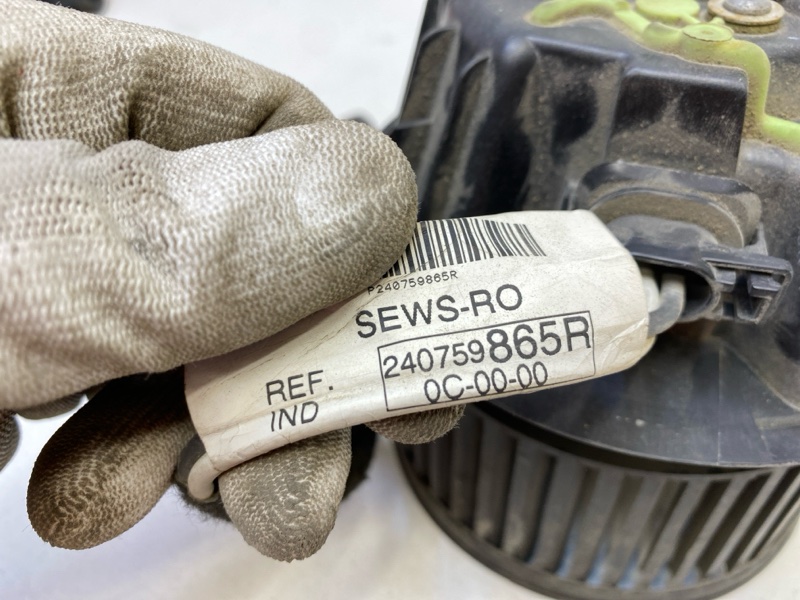 P240759865R
SEWS-RO
REF. 240759865R
IND 0C-00-00